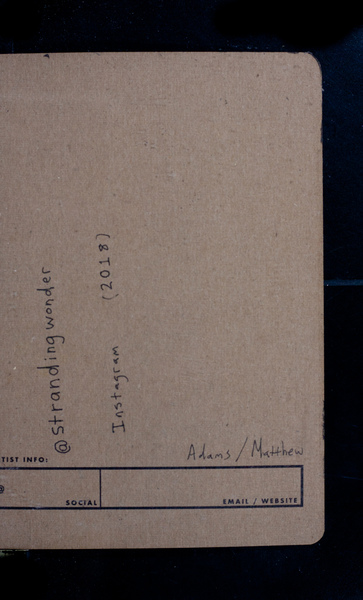 @strandingwonder
Instagram (2018)
Adams / Matthew
TIST INFO:
@
SOCIAL
EMAIL / WEBSITE